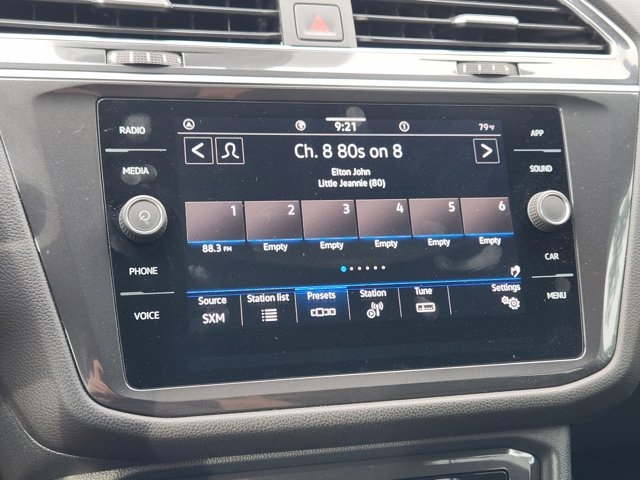 9:21
79°F
RADIO
MEDIA
PHONE
VOICE
Ch. 8 80s on 8
Elton John
Little Jeannie (80)
1 2 3 4 5 6
88.3 FM Empty Empty Empty Empty Empty
Source Station list Presets Station Tune Settings
SXM
APP
SOUND
CAR
MENU